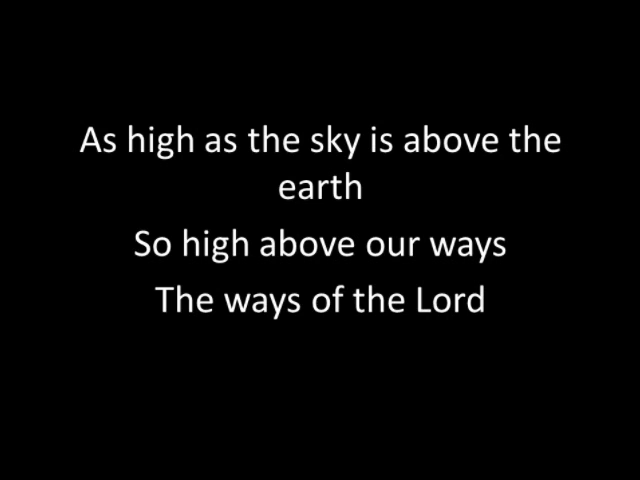 As high as the sky is above the
earth
So high above our ways
The ways of the Lord